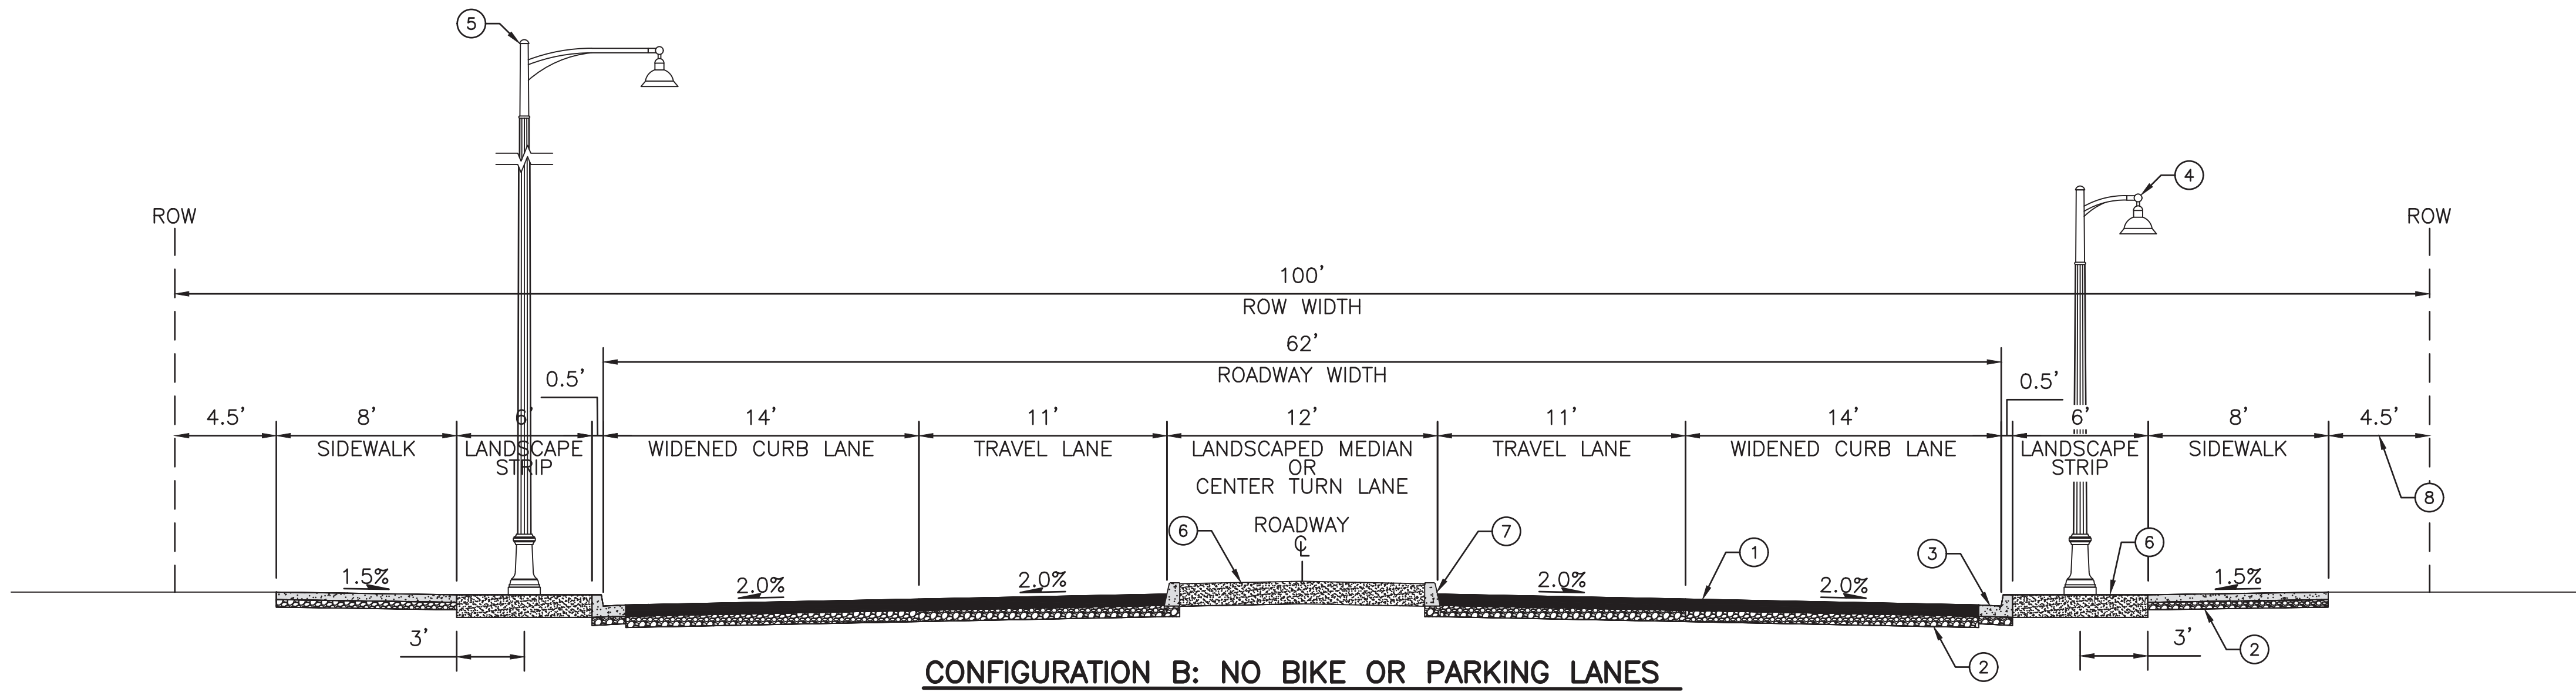 5
4
ROW
ROW
100'
ROW WIDTH
62'
ROADWAY WIDTH
0.5'
0.5'
4.5'
8'
6'
14'
11'
12'
11'
14'
6'
8'
4.5'
SIDEWALK
LANDSCAPE
STRIP
WIDENED CURB LANE
TRAVEL LANE
LANDSCAPED MEDIAN
OR
CENTER TURN LANE
TRAVEL LANE
WIDENED CURB LANE
LANDSCAPE
STRIP
SIDEWALK
8
ROADWAY
℄
6
7
1
3
6
1.5%
2.0%
2.0%
2.0%
2.0%
1.5%
3'
3'
2
2
CONFIGURATION B: NO BIKE OR PARKING LANES